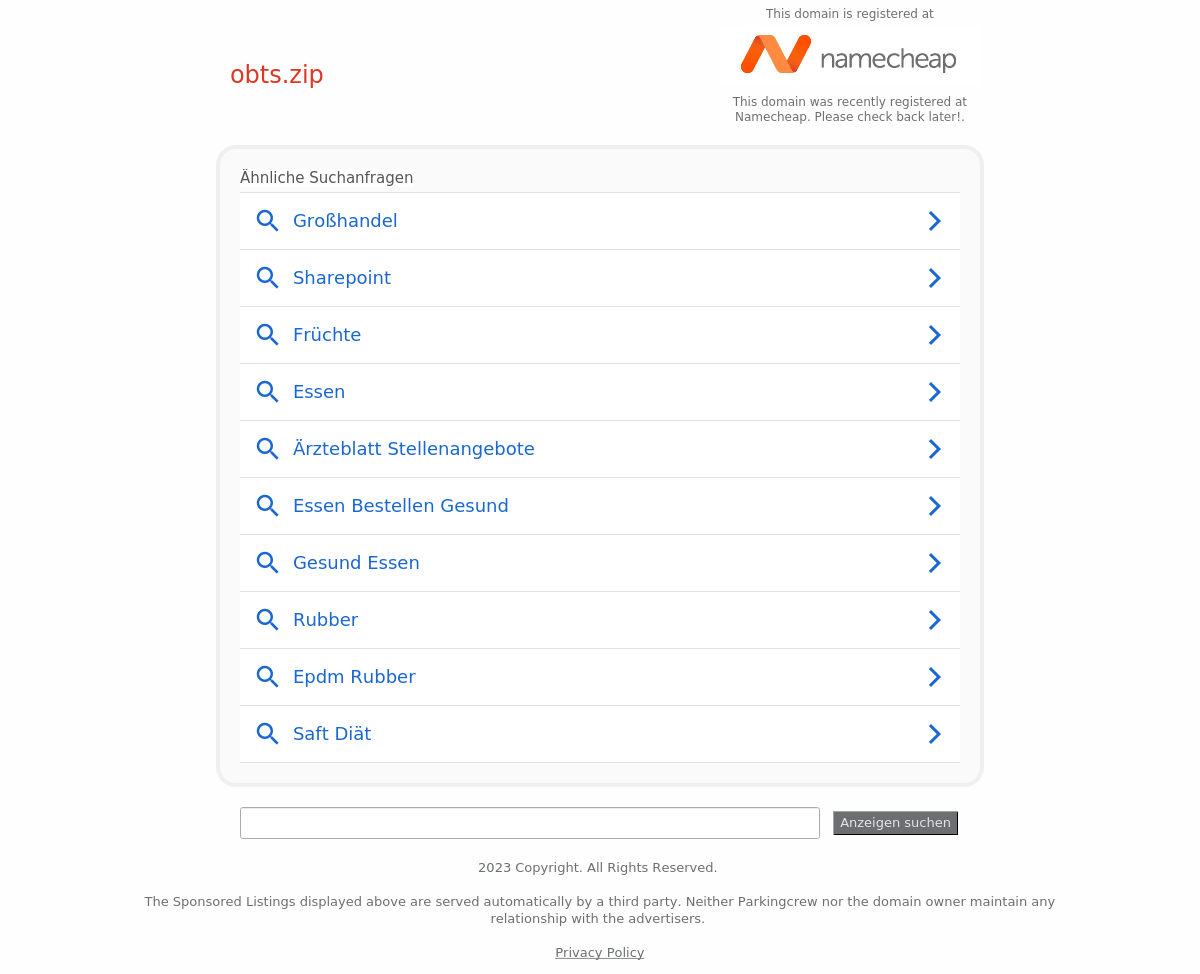 This domain is registered at
namecheap
obts.zip
This domain was recently registered at
Namecheap. Please check back later!.
Ähnliche Suchanfragen
Großhandel
Sharepoint
Früchte
Essen
Ärzteblatt Stellenangebote
Essen Bestellen Gesund
Gesund Essen
Rubber
Epdm Rubber
Saft Diät
Anzeigen suchen
2023 Copyright. All Rights Reserved.
The Sponsored Listings displayed above are served automatically by a third party. Neither Parkingcrew nor the domain owner maintain any
relationship with the advertisers.
Privacy Policy